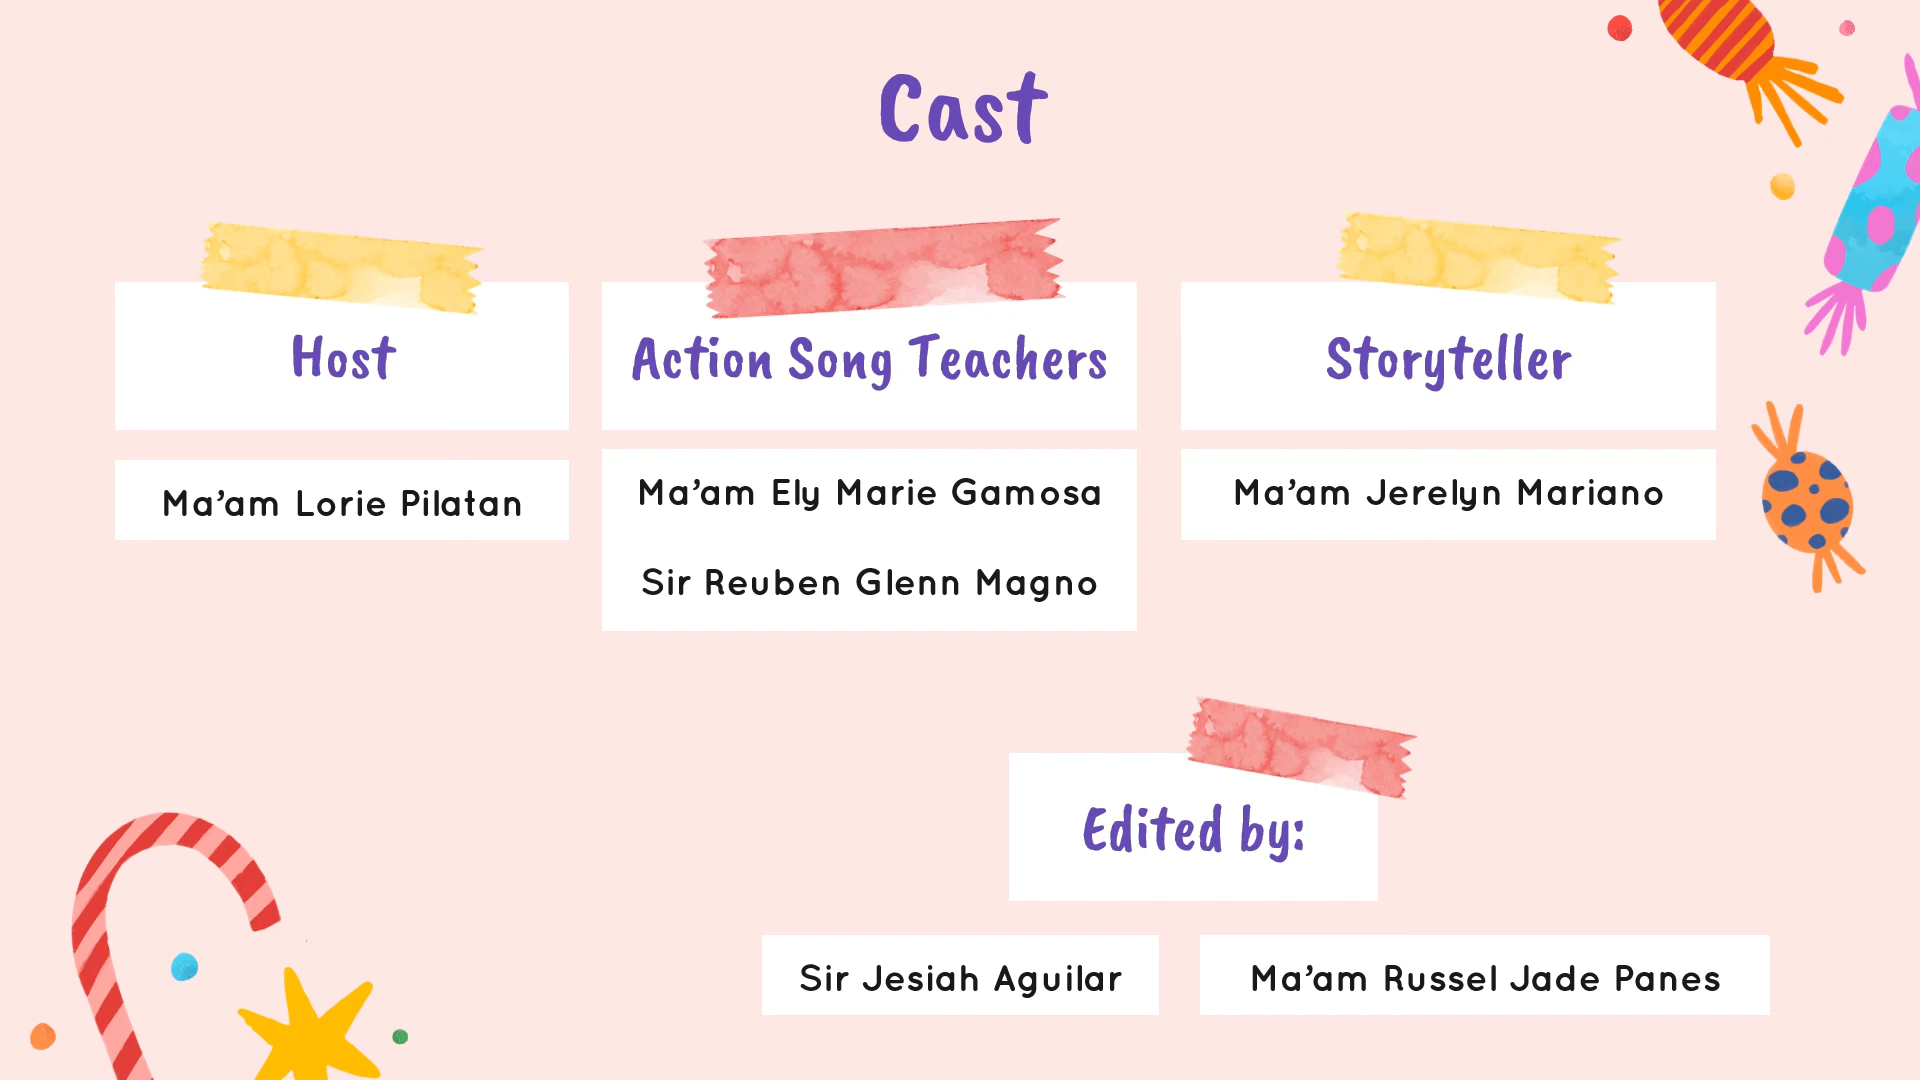 Cast
Host
Ma’am Lorie Pilatan
Action Song Teachers
Ma’am Ely Marie Gamosa
Sir Reuben Glenn Magno
Storyteller
Ma’am Jerelyn Mariano
Edited by:
Sir Jesiah Aguilar
Ma’am Russel Jade Panes